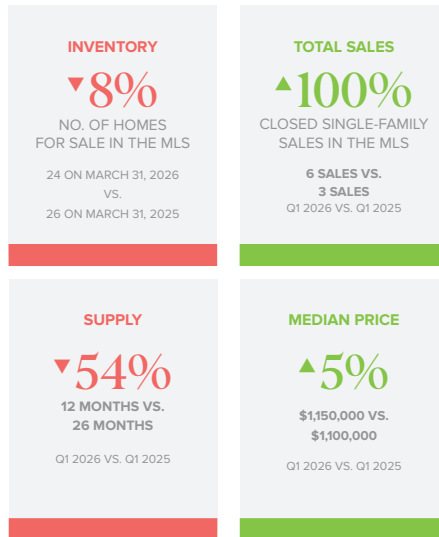 INVENTORY
▼8%
NO. OF HOMES
FOR SALE IN THE MLS
24 ON MARCH 31, 2026
VS.
26 ON MARCH 31, 2025
TOTAL SALES
▲100%
CLOSED SINGLE-FAMILY
SALES IN THE MLS
6 SALES VS.
3 SALES
Q1 2026 VS. Q1 2025
SUPPLY
▼54%
12 MONTHS VS.
26 MONTHS
Q1 2026 VS. Q1 2025
MEDIAN PRICE
▲5%
$1,150,000 VS.
$1,100,000
Q1 2026 VS. Q1 2025